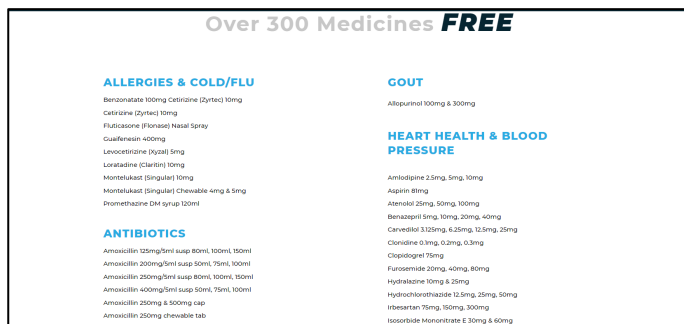 Over 300 Medicines FREE
ALLERGIES & COLD/FLU
Benzonatate 100mg Cetirizine (Zyrtec) 10mg
Cetirizine (Zyrtec) 10mg
Fluticasone (Flonase) Nasal Spray
Guaifenesin 400mg
Levocetirizine (Xyzal) 5mg
Loratadine (Claritin) 10mg
Montelukast (Singular) 10mg
Montelukast (Singular) Chewable 4mg & 5mg
Promethazine DM syrup 120ml
ANTIBIOTICS
Amoxicillin 125mg/5ml susp 80ml, 100ml, 150ml
Amoxicillin 200mg/5ml susp 50ml, 75ml, 100ml
Amoxicillin 250mg/5ml susp 80ml, 100ml, 150ml
Amoxicillin 400mg/5ml susp 50ml, 75ml, 100ml
Amoxicillin 250mg & 500mg cap
Amoxicillin 250mg chewable tab
GOUT
Allopurinol 100mg & 300mg
HEART HEALTH & BLOOD
PRESSURE
Amlodipine 2.5mg, 5mg, 10mg
Aspirin 81mg
Atenolol 25mg, 50mg, 100mg
Benazepril 5mg, 10mg, 20mg, 40mg
Carvedilol 3.125mg, 6.25mg, 12.5mg, 25mg
Clonidine 0.1mg, 0.2mg, 0.3mg
Clopidogrel 75mg
Furosemide 20mg, 40mg, 80mg
Hydralazine 10mg & 25mg
Hydrochlorothiazide 12.5mg, 25mg, 50mg
Irbesartan 75mg, 150mg, 300mg
Isosorbide Mononitrate E 30mg & 60mg